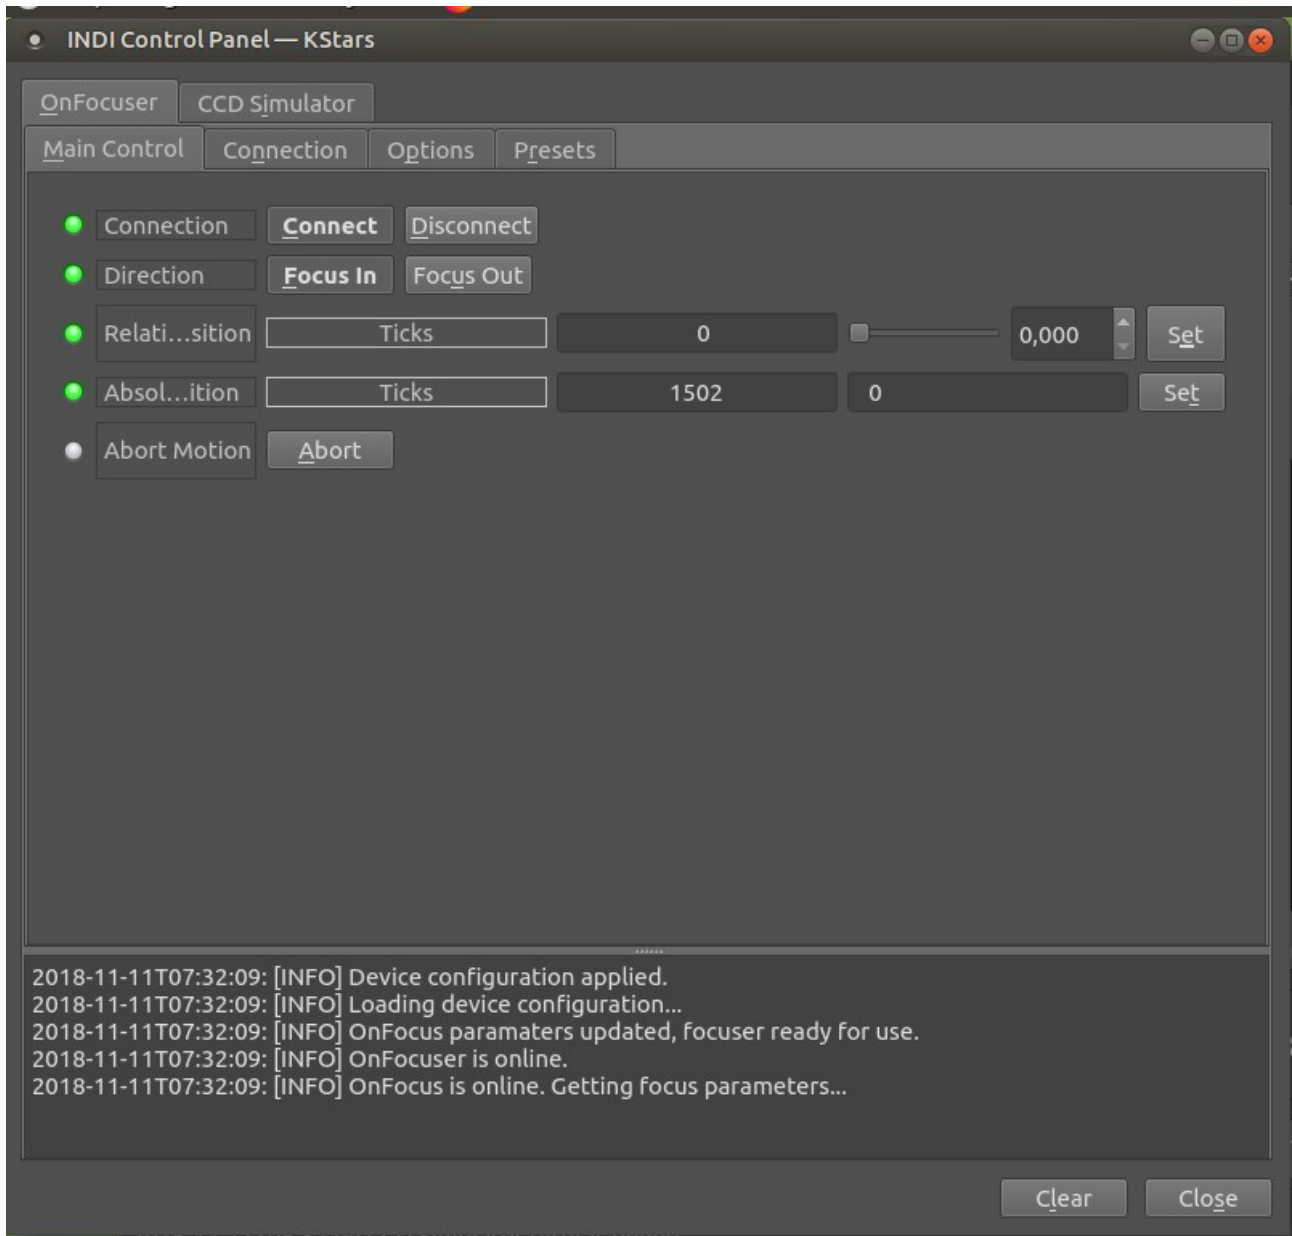 INDI Control Panel — KStars
OnFocuser CCD Simulator
Main Control Connection Options Presets
Connection Connect Disconnect
Direction Focus In Focus Out
Relati...sition Ticks 0 0,000 Set
Absol...ition Ticks 1502 0 Set
Abort Motion Abort
2018-11-11T07:32:09: [INFO] Device configuration applied.
2018-11-11T07:32:09: [INFO] Loading device configuration...
2018-11-11T07:32:09: [INFO] OnFocus paramaters updated, focuser ready for use.
2018-11-11T07:32:09: [INFO] OnFocuser is online.
2018-11-11T07:32:09: [INFO] OnFocus is online. Getting focus parameters...
Clear Close